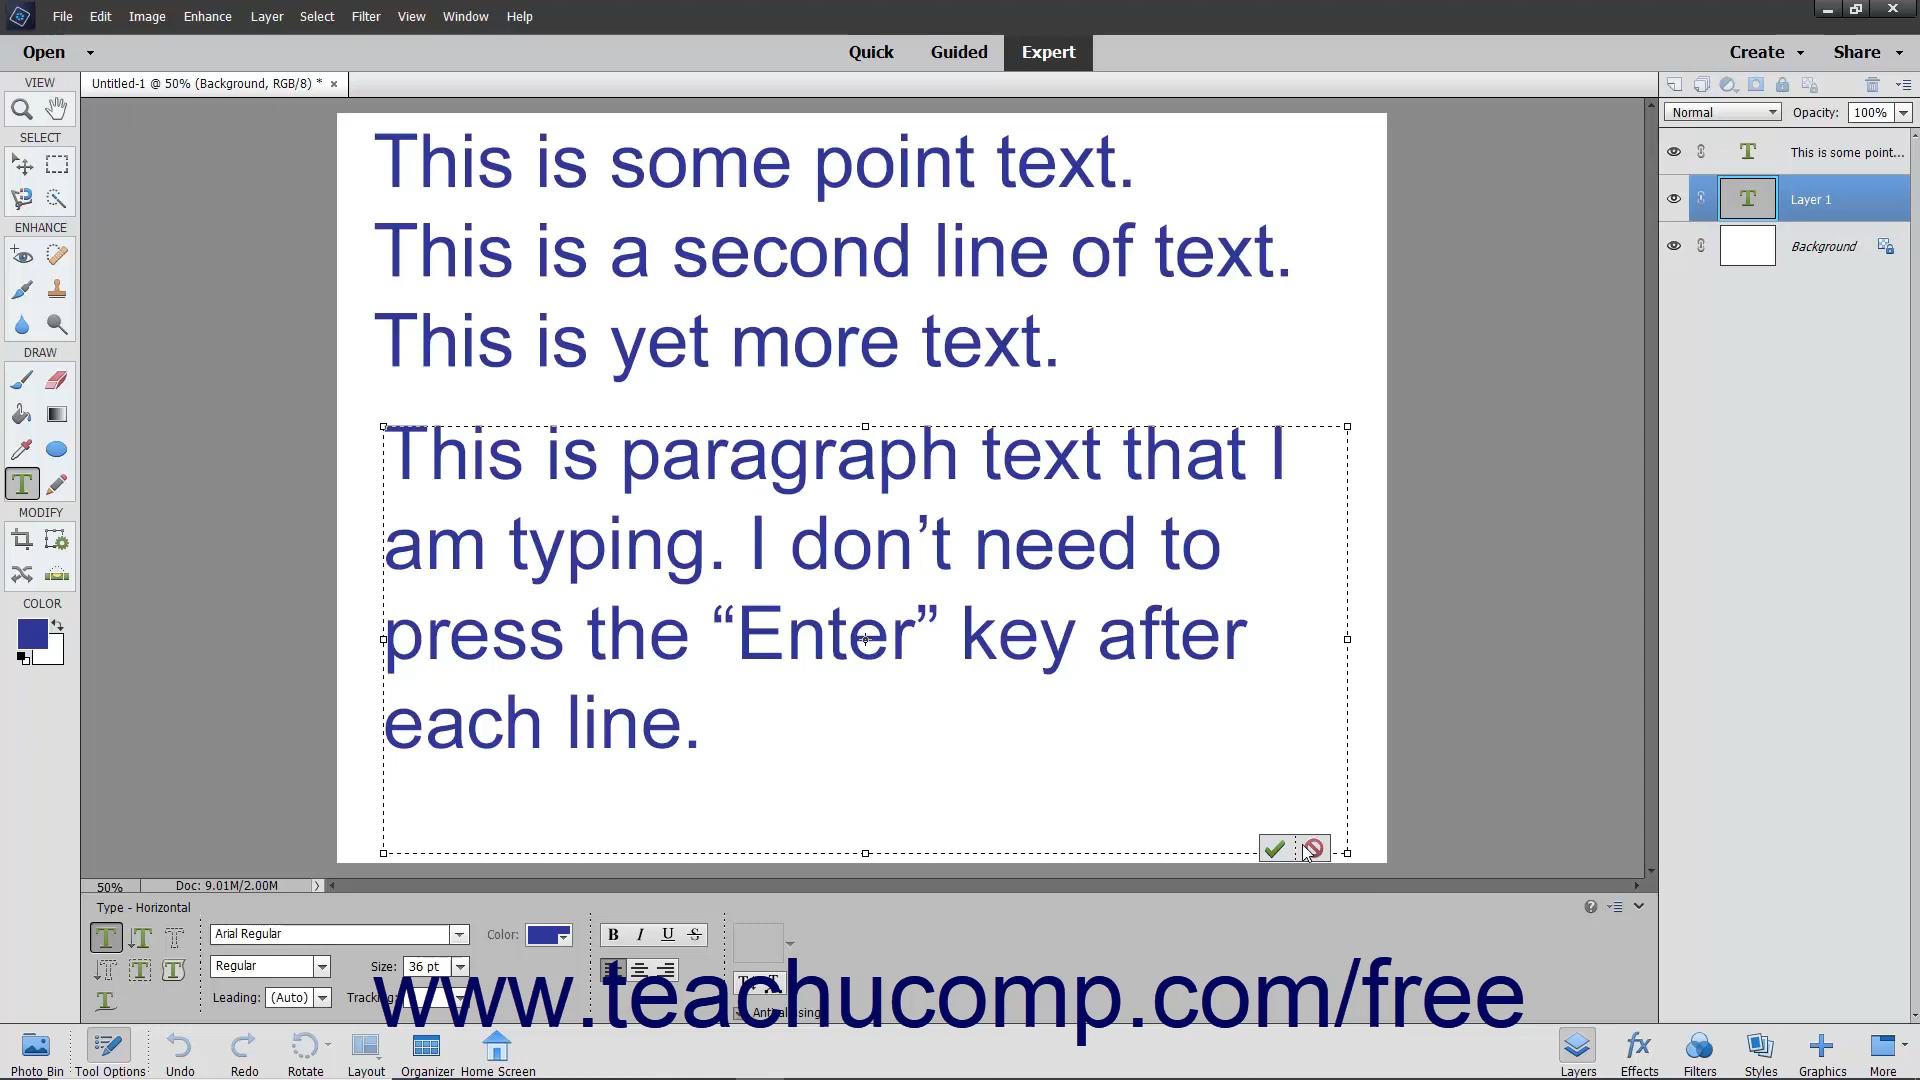 File Edit Image Enhance Layer Select Filter View Window Help
Open Quick Guided Expert Create Share
VIEW Untitled-1 @ 50% (Background, RGB/8) * ×
Normal Opacity: 100%
SELECT
This is some point text.
This is some point...
Layer 1
ENHANCE
This is a second line of text.
Background
This is yet more text.
DRAW
This is paragraph text that I
am typing. I don’t need to
press the “Enter” key after
each line.
MODIFY
COLOR
50% Doc: 9.01M/2.00M
Type - Horizontal
Arial Regular Color: B I U S
Regular Size: 36 pt
Leading: (Auto) Tracking:
www.teachucomp.com/free
Anti-aliasing
Photo Bin Tool Options Undo Redo Rotate Layout Organizer Home Screen Layers Effects Filters Styles Graphics More